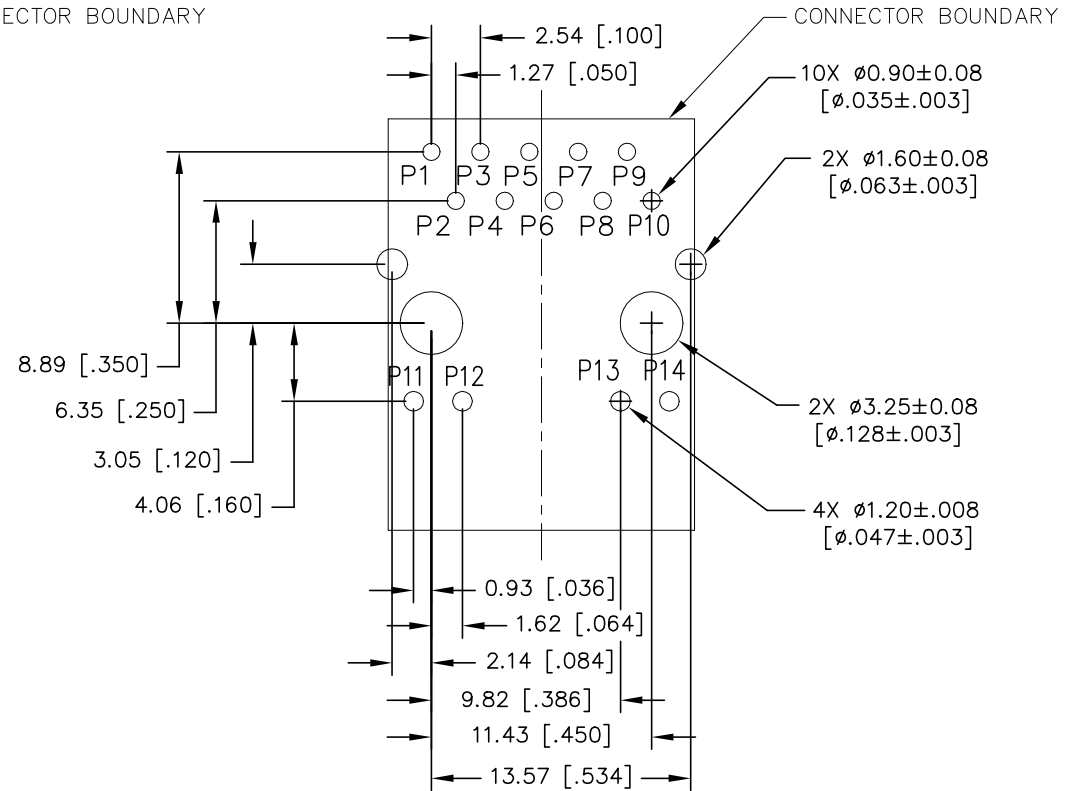 ECTOR BOUNDARY
CONNECTOR BOUNDARY
2.54 [.100]
1.27 [.050]
10X ø0.90±0.08
[ø.035±.003]
2X ø1.60±0.08
[ø.063±.003]
P1 P3 P5 P7 P9
P2 P4 P6 P8 P10
8.89 [.350]
6.35 [.250]
3.05 [.120]
4.06 [.160]
P11 P12 P13 P14
2X ø3.25±0.08
[ø.128±.003]
4X ø1.20±.008
[ø.047±.003]
0.93 [.036]
1.62 [.064]
2.14 [.084]
9.82 [.386]
11.43 [.450]
13.57 [.534]